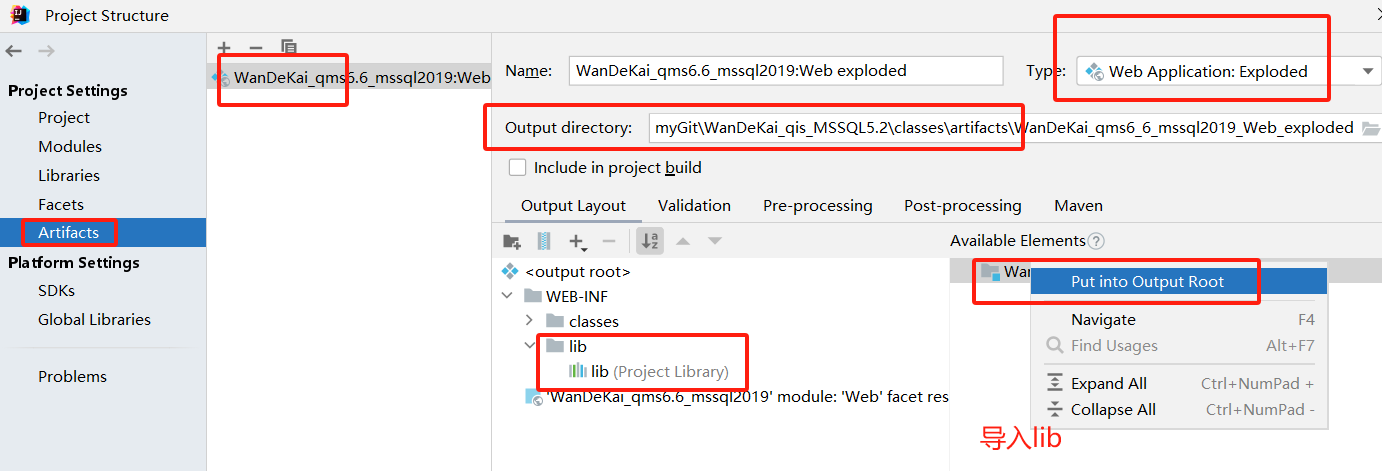 Project Structure
Project Settings
Project
Modules
Libraries
Facets
Artifacts
Platform Settings
SDKs
Global Libraries
Problems
WanDeKai_qms6.6_mssql2019:Web
Name: WanDeKai_qms6.6_mssql2019:Web exploded
Type: Web Application: Exploded
Output directory: myGit\WanDeKai_qis_MSSQL5.2\classes\artifacts\WanDeKai_qms6_6_mssql2019_Web_exploded
Include in project build
Output Layout Validation Pre-processing Post-processing Maven
<output root>
WEB-INF
classes
lib
lib (Project Library)
'WanDeKai_qms6.6_mssql2019' module: 'Web' facet res
Available Elements
Wan
Put into Output Root
Navigate F4
Find Usages Alt+F7
Expand All Ctrl+NumPad +
Collapse All Ctrl+NumPad -
导入lib